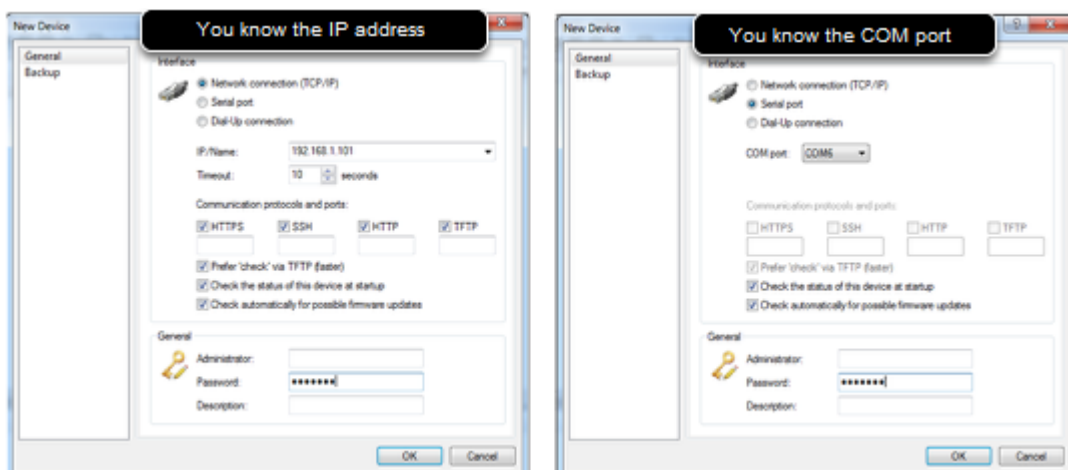 You know the IP address
New Device
General
Backup
Interface
Network connection (TCP/IP)
Serial port
Dial-Up connection
IP/Name: 192.168.1.101
Timeout: 10 seconds
Communication protocols and ports:
HTTPS SSH HTTP TFTP
Prefer 'check' via TFTP (faster)
Check the status of this device at startup
Check automatically for possible firmware updates
General
Administrator:
Password: •••••••
Description:
OK Cancel
You know the COM port
New Device
General
Backup
Interface
Network connection (TCP/IP)
Serial port
Dial-Up connection
COM port: COM6
Communication protocols and ports:
HTTPS SSH HTTP TFTP
Prefer 'check' via TFTP (faster)
Check the status of this device at startup
Check automatically for possible firmware updates
General
Administrator:
Password: •••••••
Description:
OK Cancel